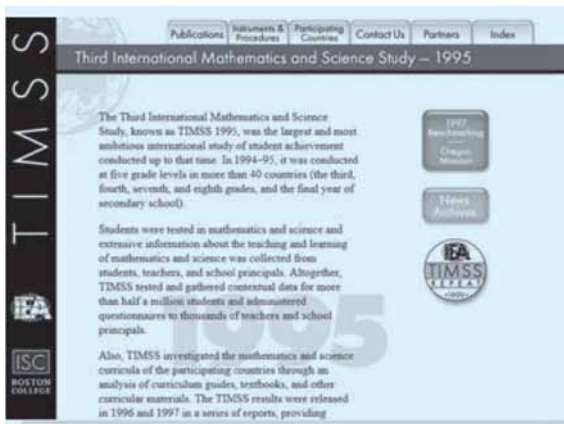 Publications
Instruments & Procedures
Participating Countries
Contact Us
Partners
Index
Third International Mathematics and Science Study – 1995
TIMSS
The Third International Mathematics and Science
Study, known as TIMSS 1995, was the largest and most
ambitious international study of student achievement
conducted up to that time. In 1994–95, it was conducted
at five grade levels in more than 40 countries (the third,
fourth, seventh, and eighth grades, and the final year of
secondary school).
Students were tested in mathematics and science and
extensive information about the teaching and learning
of mathematics and science was collected from
students, teachers, and school principals. Altogether,
TIMSS tested and gathered contextual data for more
than half a million students and administered
questionnaires to thousands of teachers and school
principals.
Also, TIMSS investigated the mathematics and science
curricula of the participating countries through an
analysis of curriculum guides, textbooks, and other
curricular materials. The TIMSS results were released
in 1996 and 1997 in a series of reports, providing
1995
1997
Benchmarking
Oregon
Missouri
News
Archives
IEA
TIMSS
REPEAT
1999
IEA
ISC
BOSTON
COLLEGE